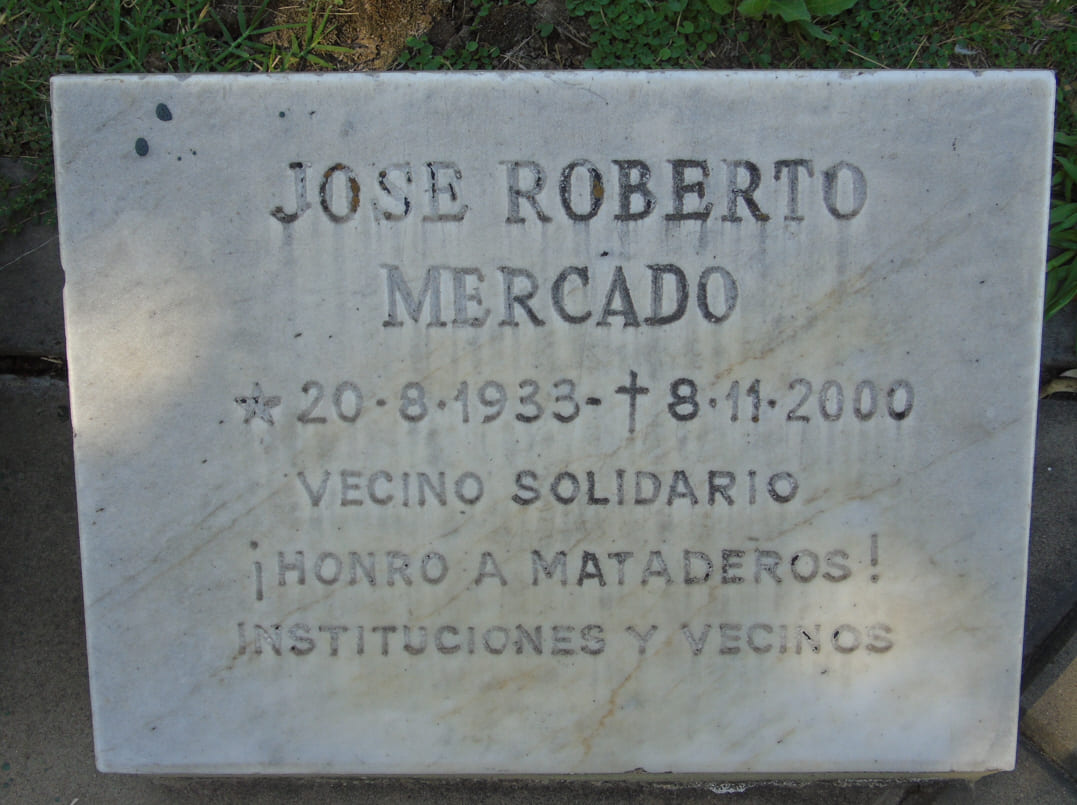 JOSE ROBERTO
MERCADO
★20·8·1933-†8·11·2000
VECINO SOLIDARIO
¡HONRO A MATADEROS!
INSTITUCIONES Y VECINOS